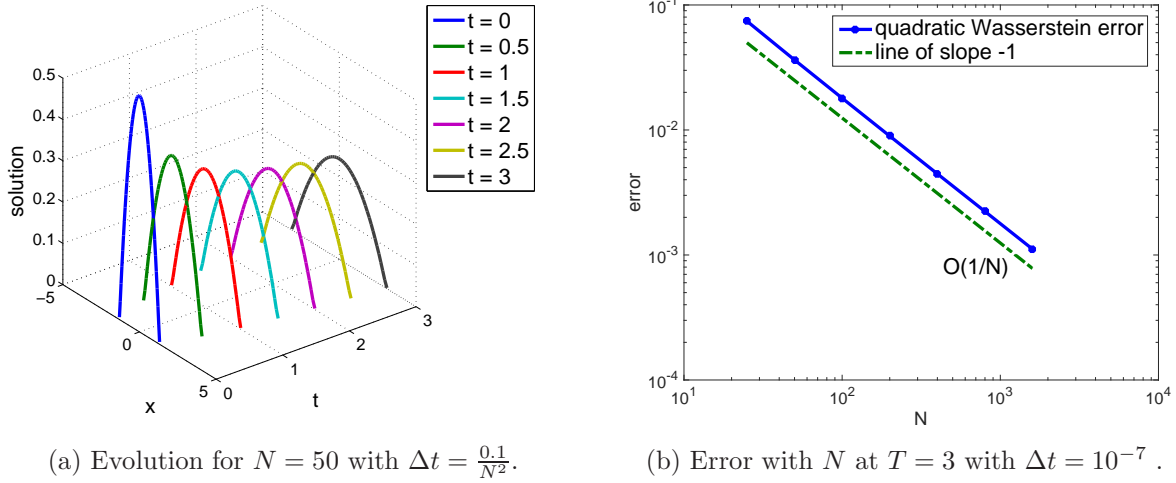 t = 0
t = 0.5
t = 1
t = 1.5
t = 2
t = 2.5
t = 3
0.5
0.4
0.3
0.2
0.1
0
solution
−5
0
5
x
0
1
2
3
t
(a) Evolution for N = 50 with Δt = 0.1/N².
quadratic Wasserstein error
line of slope -1
10⁻¹
10⁻²
10⁻³
10⁻⁴
error
O(1/N)
10¹
10²
10³
10⁴
N
(b) Error with N at T = 3 with Δt = 10⁻⁷ .